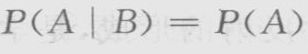 P(A | B) = P(A)